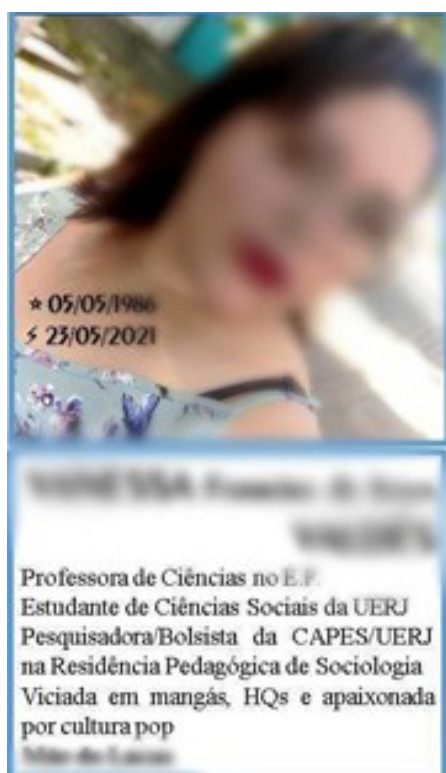 ★ 05/05/1986
⚡ 23/05/2021
Professora de Ciências no E.F.
Estudante de Ciências Sociais da UERJ
Pesquisadora/Bolsista da CAPES/UERJ
na Residência Pedagógica de Sociologia
Viciada em mangás, HQs e apaixonada
por cultura pop